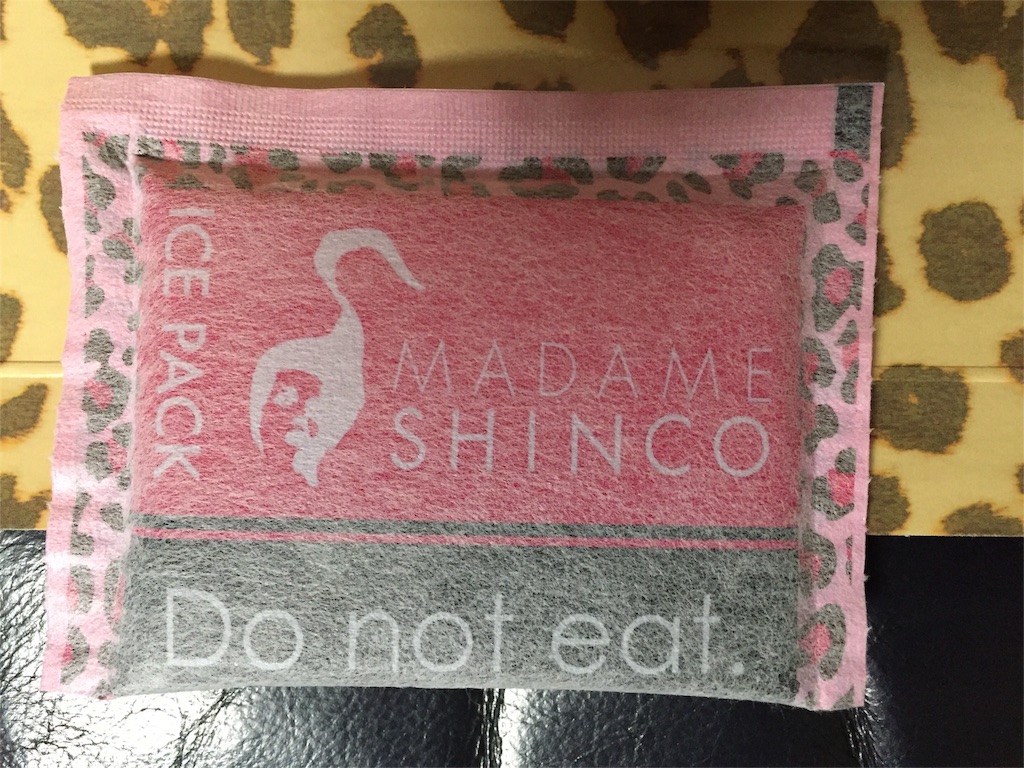 ICE PACK
MADAME
SHINCO
Do not eat.